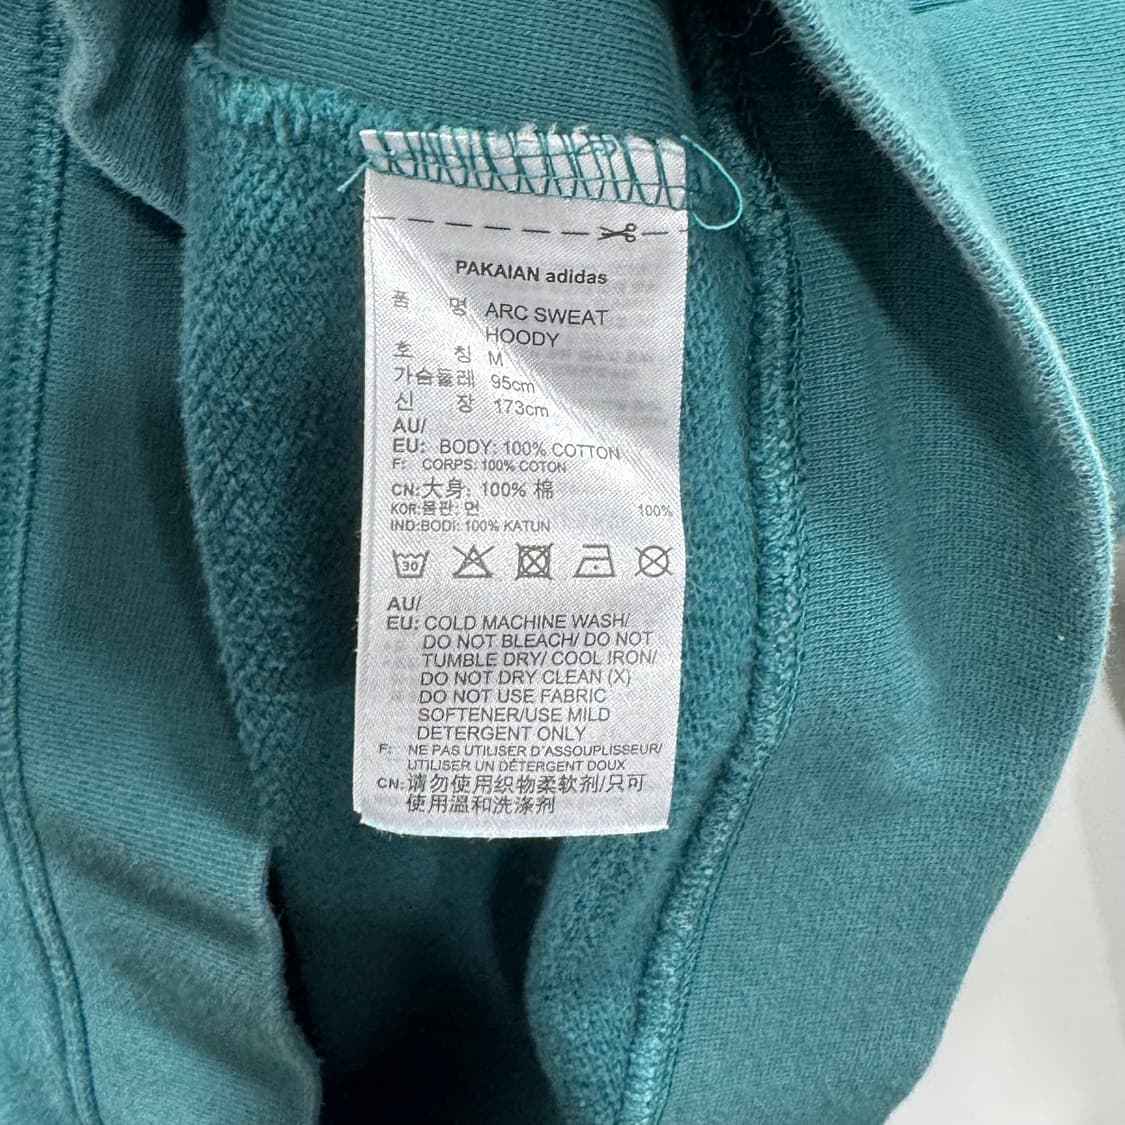 PAKAIAN adidas
품 명 ARC SWEAT
HOODY
호 칭 M
가슴둘레 95cm
신 장 173cm
AU/
EU: BODY: 100% COTTON
F: CORPS: 100% COTON
CN: 大身: 100% 棉
KOR: 몸판: 면 100%
IND: BODI: 100% KATUN
30
AU/
EU: COLD MACHINE WASH/
DO NOT BLEACH/ DO NOT
TUMBLE DRY/ COOL IRON/
DO NOT DRY CLEAN (X)
DO NOT USE FABRIC
SOFTENER/USE MILD
DETERGENT ONLY
F: NE PAS UTILISER D'ASSOUPLISSEUR/
UTILISER UN DÉTERGENT DOUX
CN: 请勿使用织物柔软剂/只可
使用温和洗涤剂